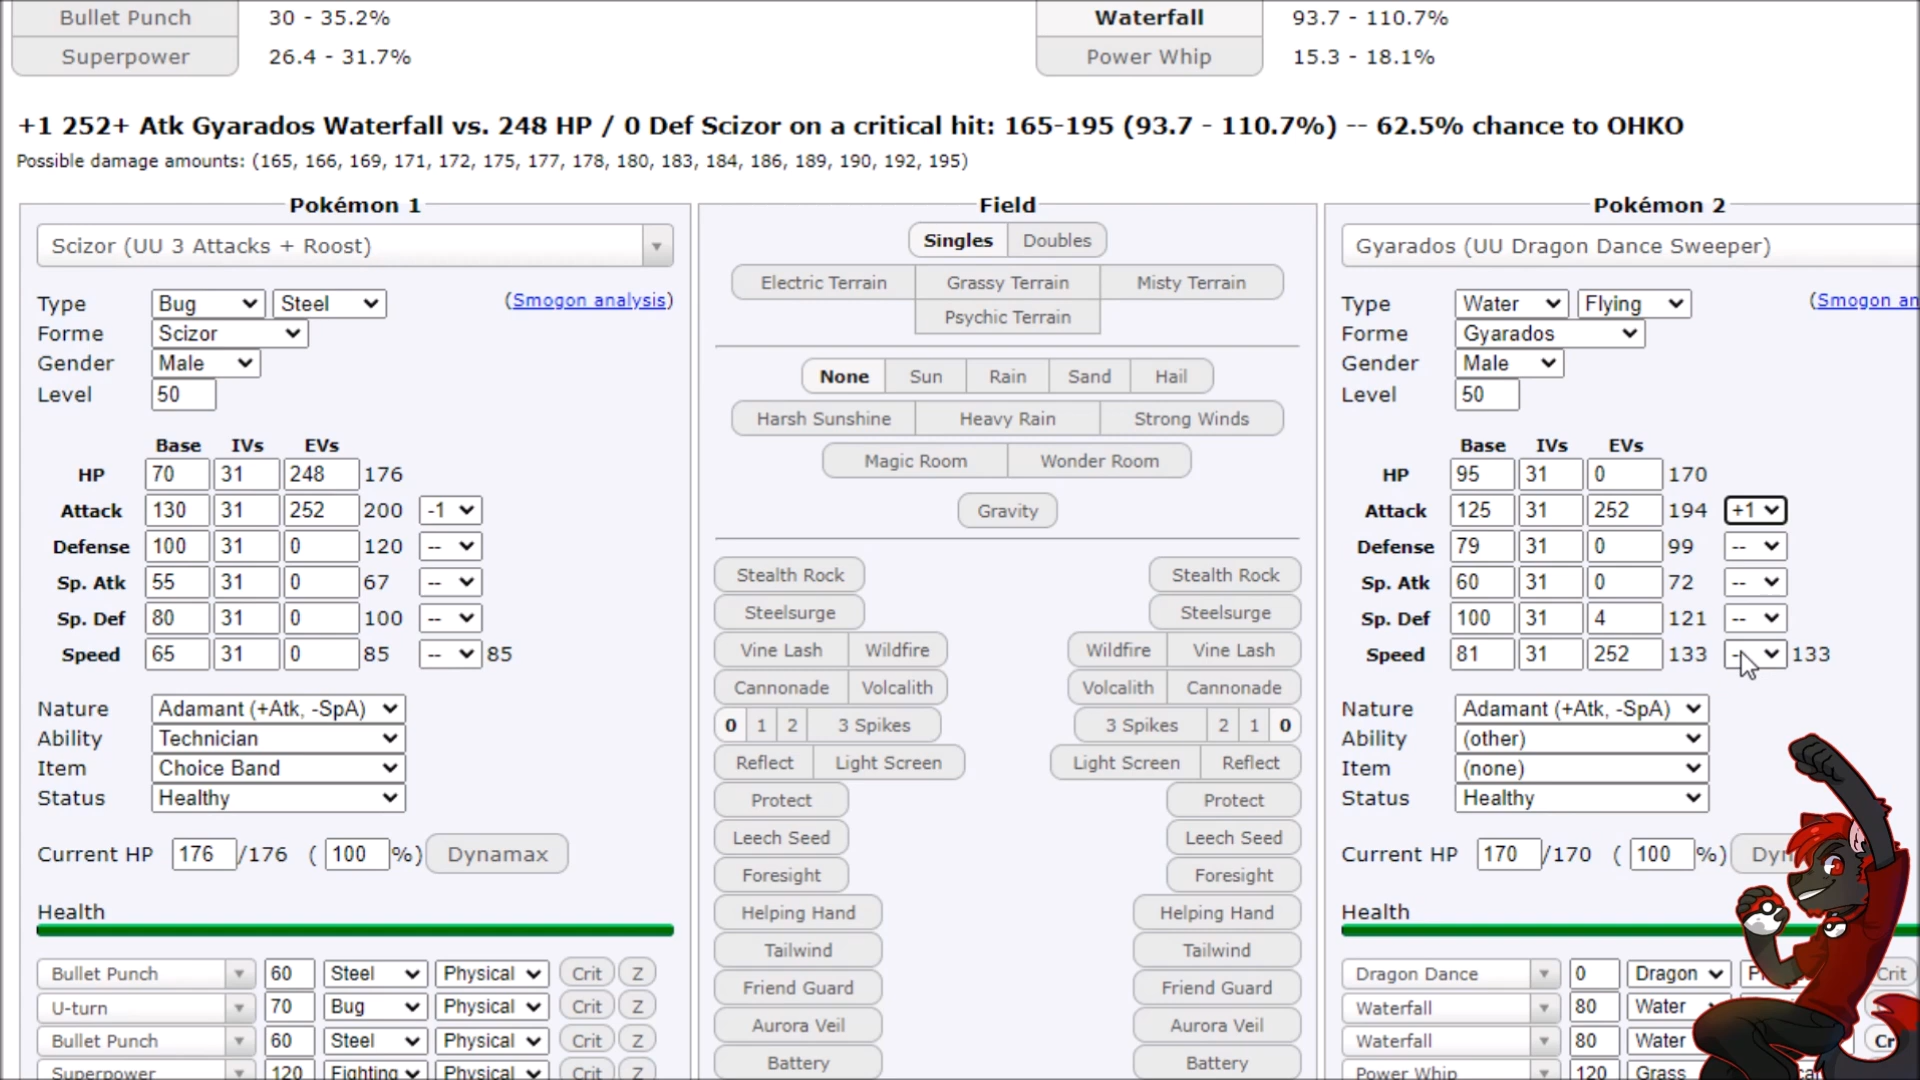 Bullet Punch 30 - 35.2% Waterfall 93.7 - 110.7%
Superpower 26.4 - 31.7% Power Whip 15.3 - 18.1%
+1 252+ Atk Gyarados Waterfall vs. 248 HP / 0 Def Scizor on a critical hit: 165-195 (93.7 - 110.7%) -- 62.5% chance to OHKO
Possible damage amounts: (165, 166, 169, 171, 172, 175, 177, 178, 180, 183, 184, 186, 189, 190, 192, 195)
Pokémon 1
Scizor (UU 3 Attacks + Roost)
Type Bug Steel (Smogon analysis)
Forme Scizor
Gender Male
Level 50
Base IVs EVs
HP 70 31 248 176
Attack 130 31 252 200 -1
Defense 100 31 0 120 --
Sp. Atk 55 31 0 67 --
Sp. Def 80 31 0 100 --
Speed 65 31 0 85 -- 85
Nature Adamant (+Atk, -SpA)
Ability Technician
Item Choice Band
Status Healthy
Current HP 176 /176 ( 100 %) Dynamax
Health
Bullet Punch 60 Steel Physical Crit Z
U-turn 70 Bug Physical Crit Z
Bullet Punch 60 Steel Physical Crit Z
Superpower 120 Fighting Physical Crit Z
Field
Singles Doubles
Electric Terrain Grassy Terrain Misty Terrain
Psychic Terrain
None Sun Rain Sand Hail
Harsh Sunshine Heavy Rain Strong Winds
Magic Room Wonder Room
Gravity
Stealth Rock Stealth Rock
Steelsurge Steelsurge
Vine Lash Wildfire Wildfire Vine Lash
Cannonade Volcalith Volcalith Cannonade
0 1 2 3 Spikes 3 Spikes 2 1 0
Reflect Light Screen Light Screen Reflect
Protect Protect
Leech Seed Leech Seed
Foresight Foresight
Helping Hand Helping Hand
Tailwind Tailwind
Friend Guard Friend Guard
Aurora Veil Aurora Veil
Battery Battery
Pokémon 2
Gyarados (UU Dragon Dance Sweeper)
Type Water Flying (Smogon an
Forme Gyarados
Gender Male
Level 50
Base IVs EVs
HP 95 31 0 170
Attack 125 31 252 194 +1
Defense 79 31 0 99 --
Sp. Atk 60 31 0 72 --
Sp. Def 100 31 4 121 --
Speed 81 31 252 133 133
Nature Adamant (+Atk, -SpA)
Ability (other)
Item (none)
Status Healthy
Current HP 170 /170 ( 100 %) Dyn
Health
Dragon Dance 0 Dragon Crit
Waterfall 80 Water
Waterfall 80 Water Cr
Power Whip 120 Grass